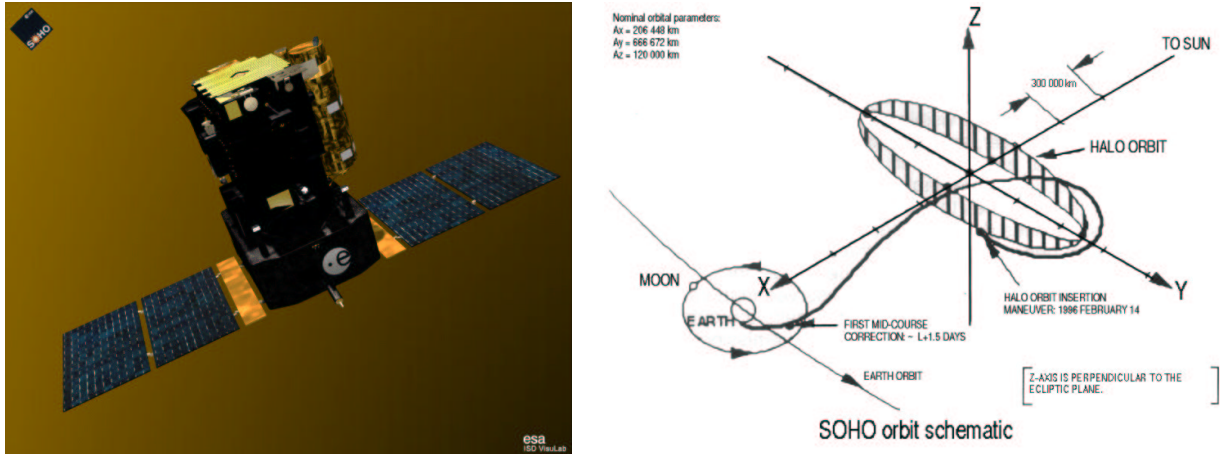 SOHO
esa
ISD VisuLab
Nominal orbital parameters:
Ax = 206 448 km
Ay = 666 672 km
Az = 120 000 km
Z
TO SUN
300 000 km
HALO ORBIT
MOON
X
Y
EARTH
HALO ORBIT INSERTION
MANEUVER: 1996 FEBRUARY 14
FIRST MID-COURSE
CORRECTION: ~ L+1.5 DAYS
EARTH ORBIT
Z-AXIS IS PERPENDICULAR TO THE
ECLIPTIC PLANE.
SOHO orbit schematic